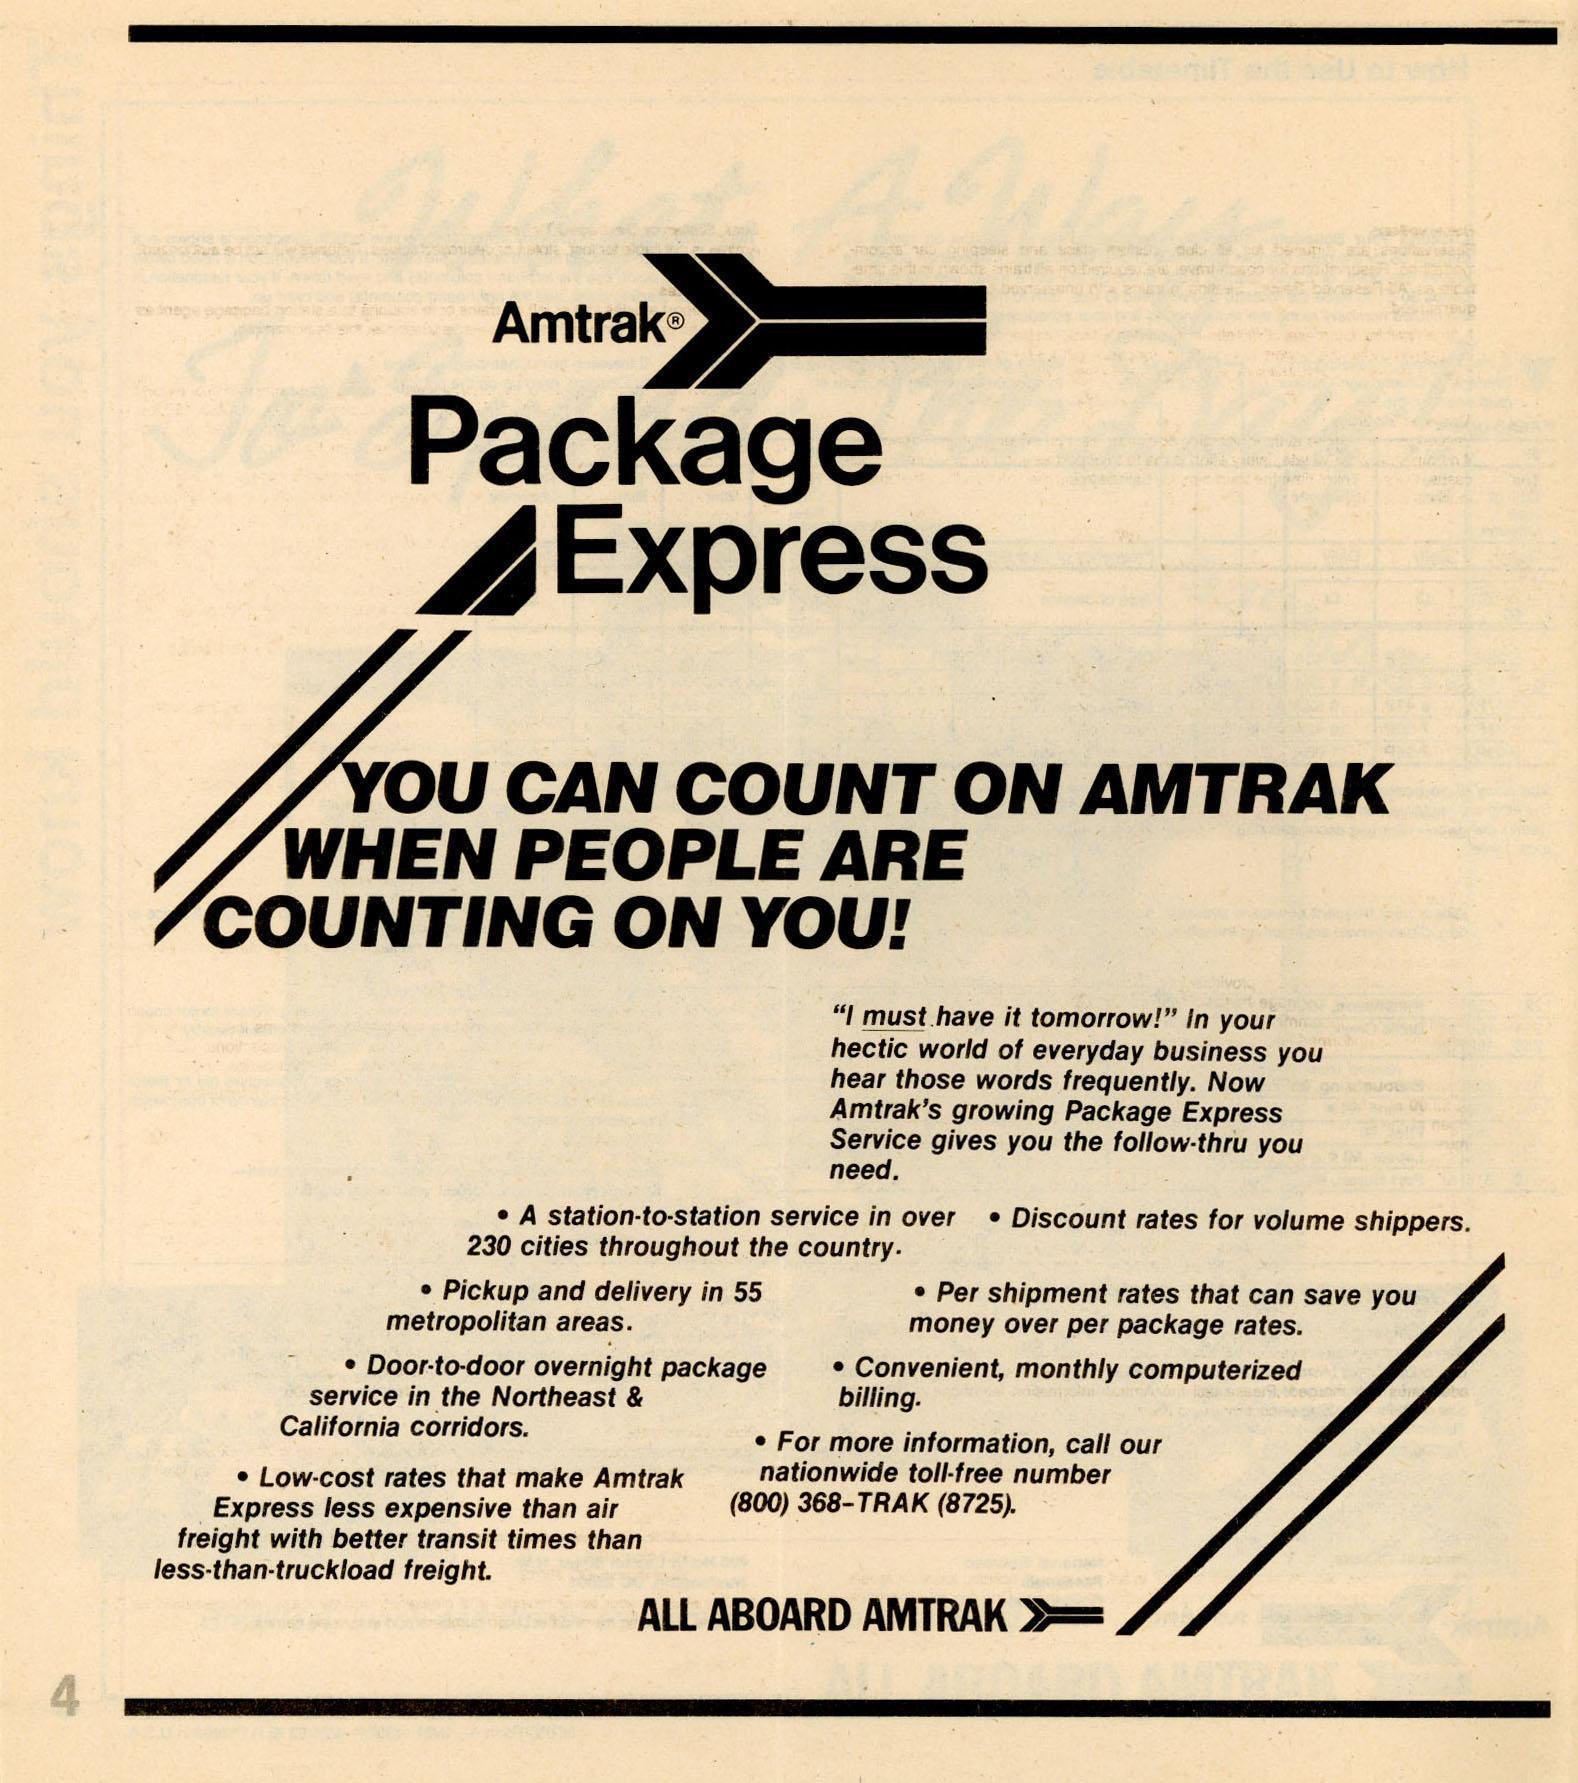 Amtrak®
Package
Express
YOU CAN COUNT ON AMTRAK
WHEN PEOPLE ARE
COUNTING ON YOU!
“I must have it tomorrow!” In your
hectic world of everyday business you
hear those words frequently. Now
Amtrak’s growing Package Express
Service gives you the follow-thru you
need.
• A station-to-station service in over
230 cities throughout the country.
• Pickup and delivery in 55
metropolitan areas.
• Door-to-door overnight package
service in the Northeast &
California corridors.
• Low-cost rates that make Amtrak
Express less expensive than air
freight with better transit times than
less-than-truckload freight.
• Discount rates for volume shippers.
• Per shipment rates that can save you
money over per package rates.
• Convenient, monthly computerized
billing.
• For more information, call our
nationwide toll-free number
(800) 368–TRAK (8725).
ALL ABOARD AMTRAK
4